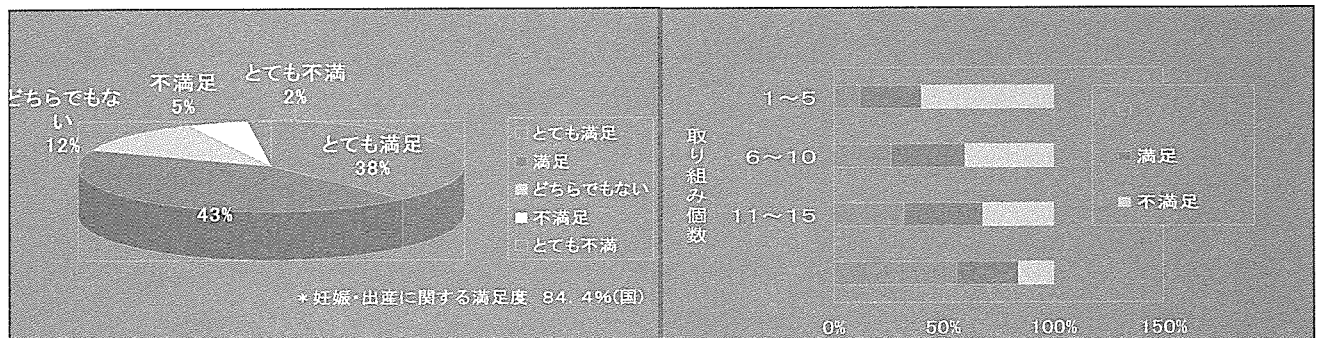 とても不満
2%
不満足
5%
どちらでもな
い
12%
とても満足
38%
43%
とても満足
満足
どちらでもない
不満足
とても不満
*妊娠・出産に関する満足度 84.4%(国)
取り組み個数
1～5
6～10
11～15
満足
不満足
0% 50% 100% 150%